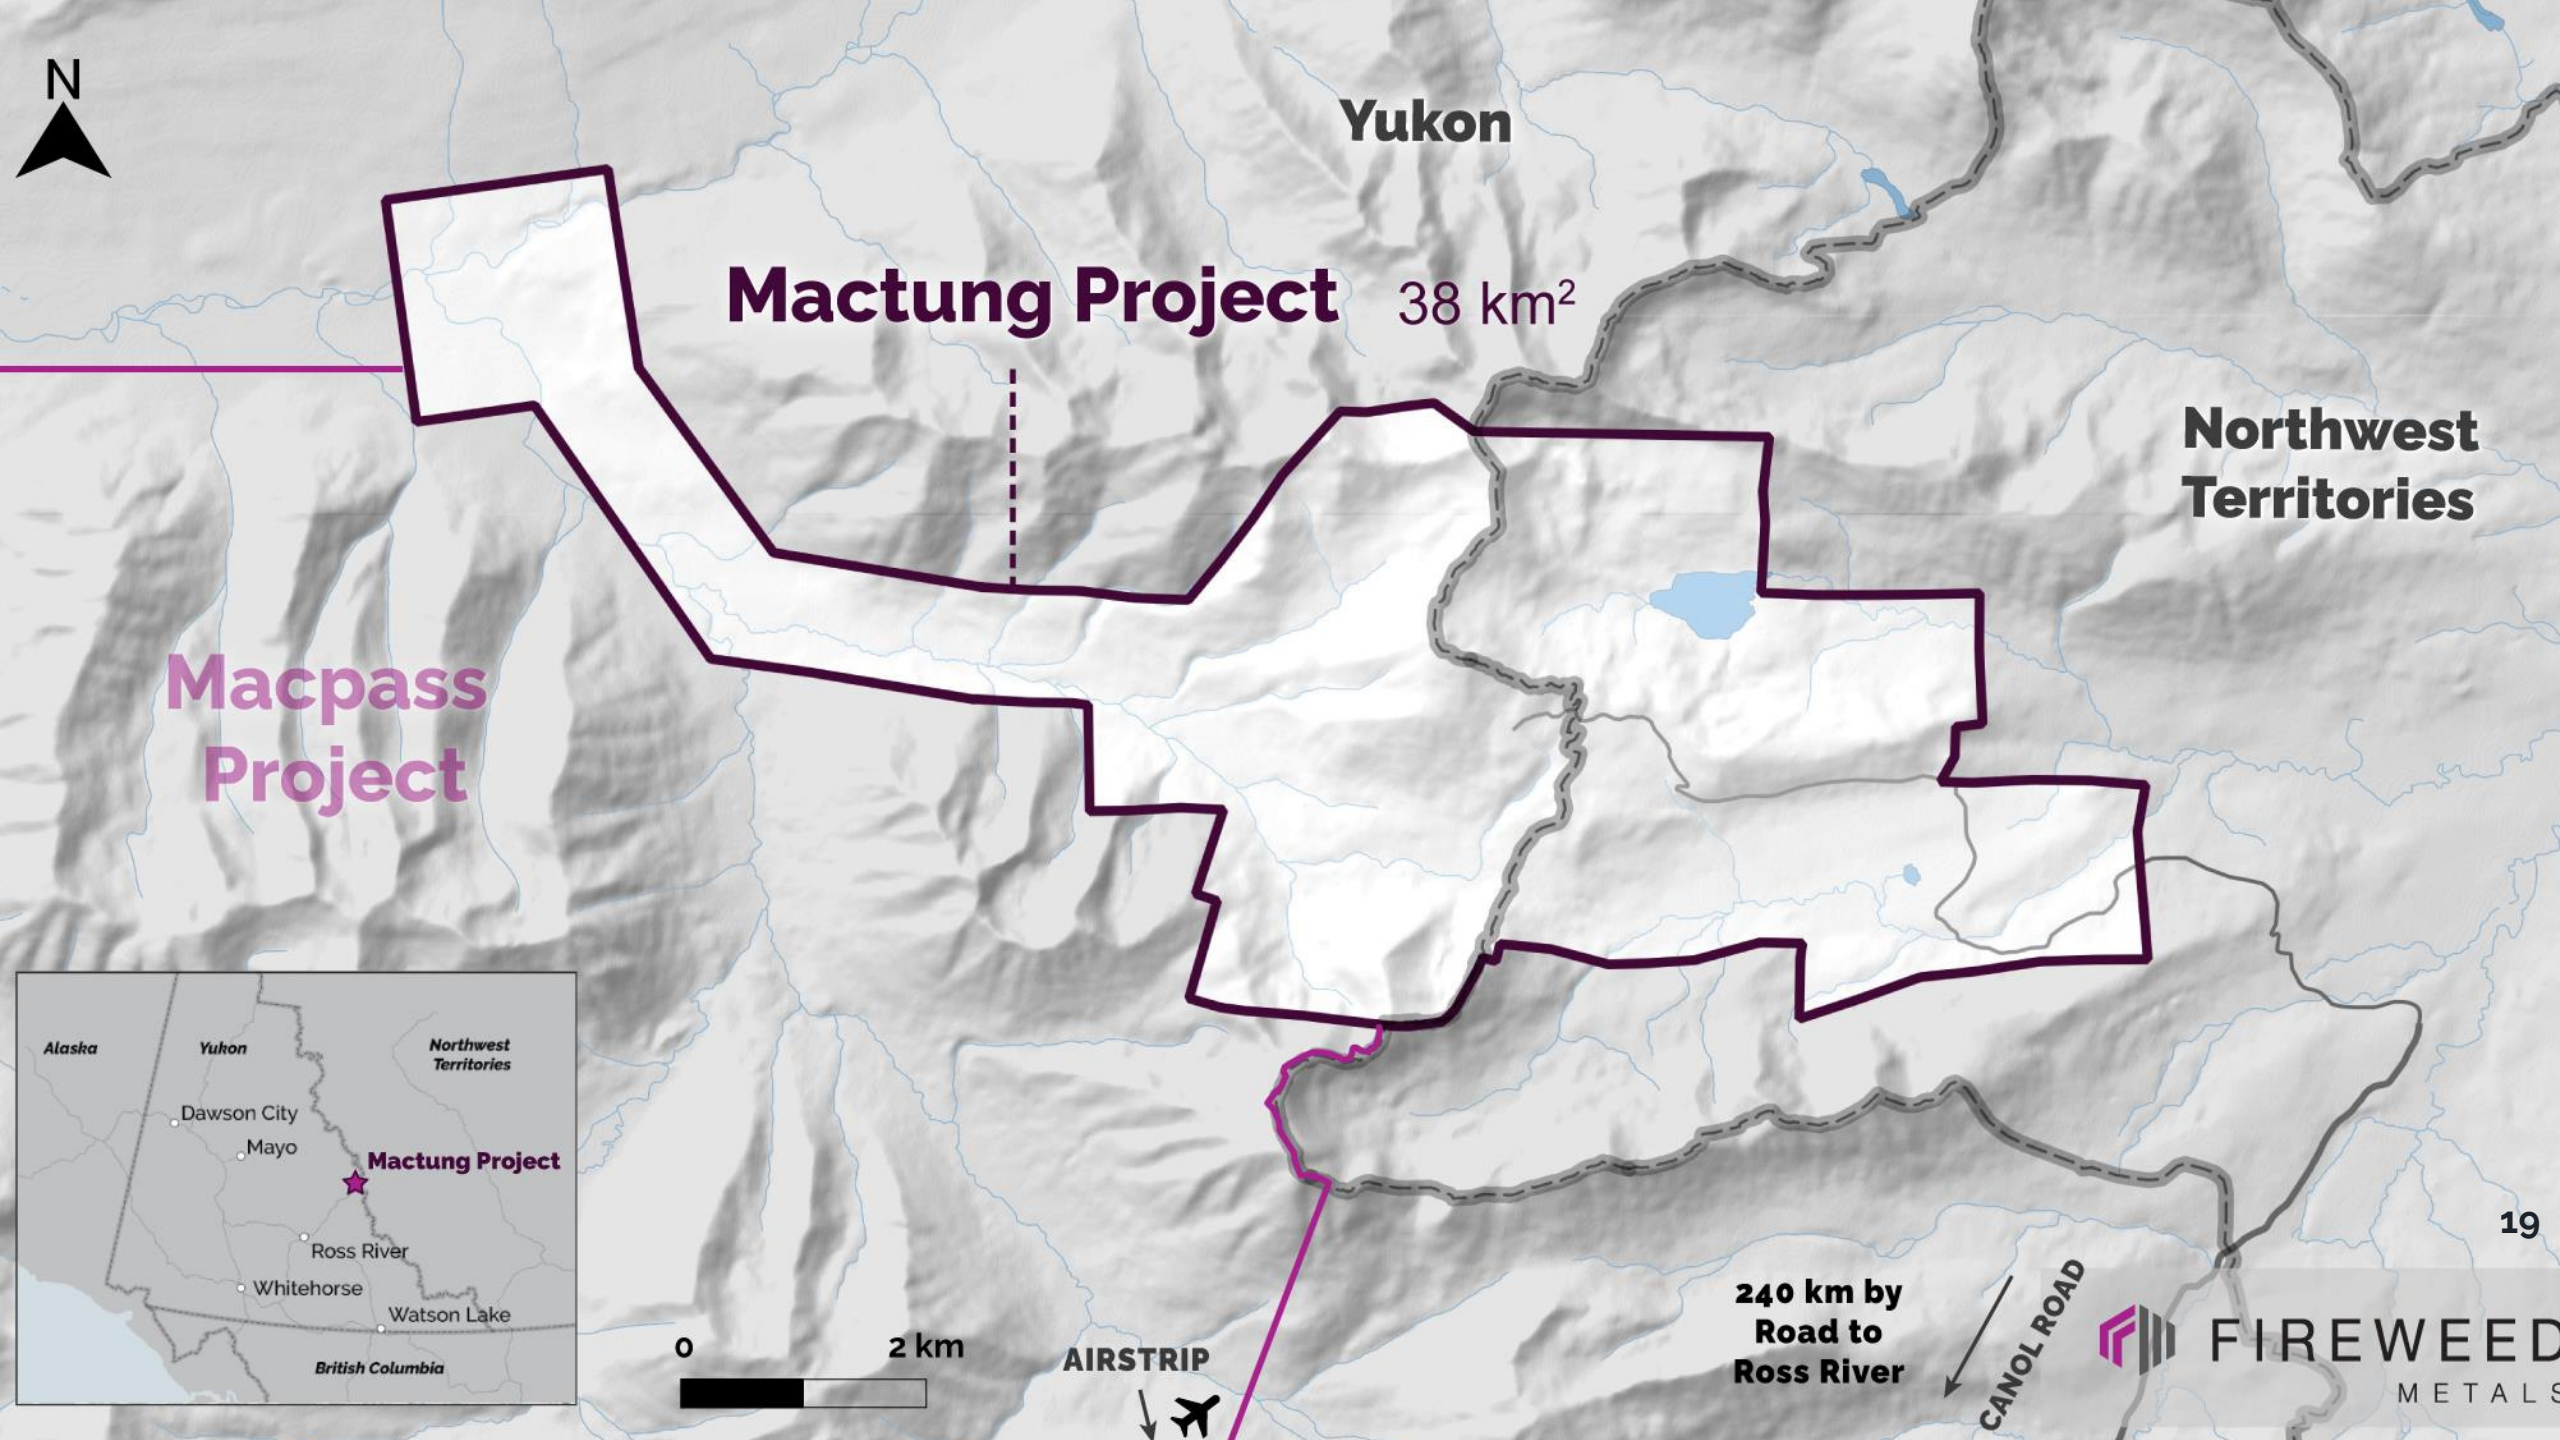 N
Yukon
Mactung Project 38 km²
Northwest
Territories
Macpass
Project
Alaska
Yukon
Northwest
Territories
Dawson City
Mayo
Mactung Project
Ross River
Whitehorse
Watson Lake
British Columbia
0 2 km
AIRSTRIP
240 km by
Road to
Ross River
CANOL ROAD
19
FIREWEED
METALS